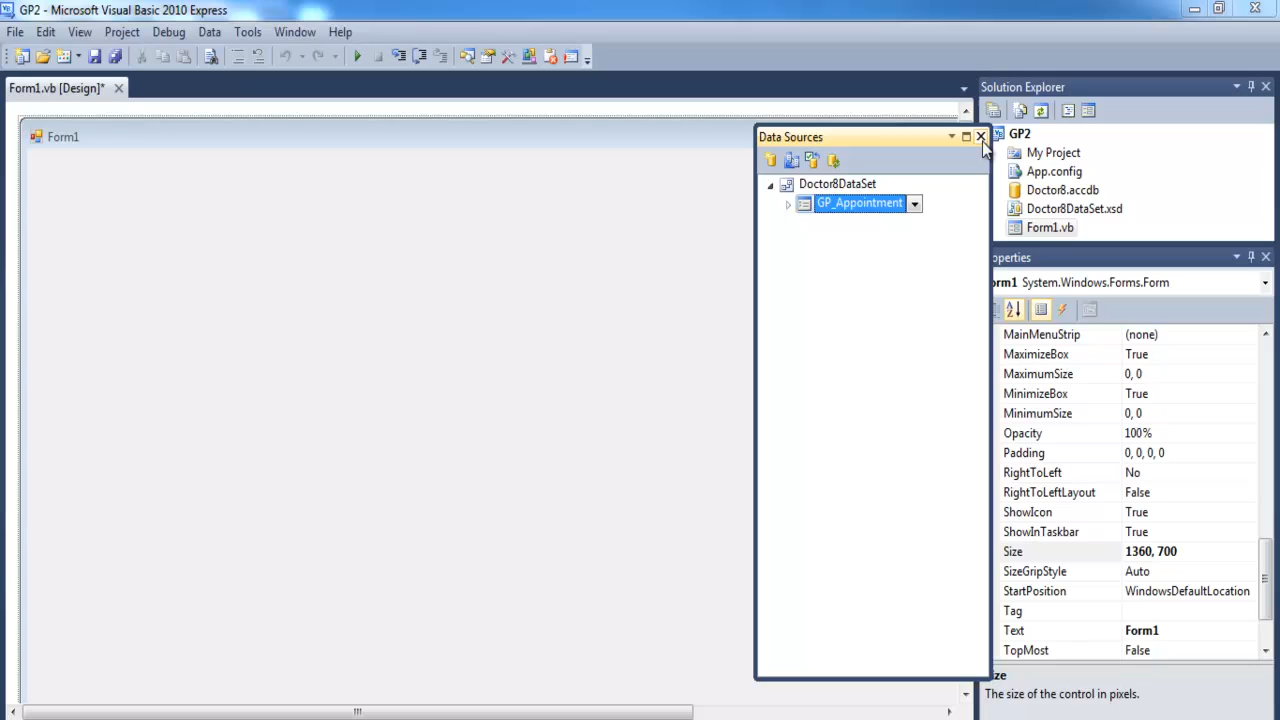 GP2 - Microsoft Visual Basic 2010 Express
File Edit View Project Debug Data Tools Window Help
Form1.vb [Design]*
Form1
Data Sources
Doctor8DataSet
GP_Appointment
Solution Explorer
GP2
My Project
App.config
Doctor8.accdb
Doctor8DataSet.xsd
Form1.vb
operties
orm1 System.Windows.Forms.Form
MainMenuStrip (none)
MaximizeBox True
MaximumSize 0, 0
MinimizeBox True
MinimumSize 0, 0
Opacity 100%
Padding 0, 0, 0, 0
RightToLeft No
RightToLeftLayout False
ShowIcon True
ShowInTaskbar True
Size 1360, 700
SizeGripStyle Auto
StartPosition WindowsDefaultLocation
Tag
Text Form1
TopMost False
ize
The size of the control in pixels.